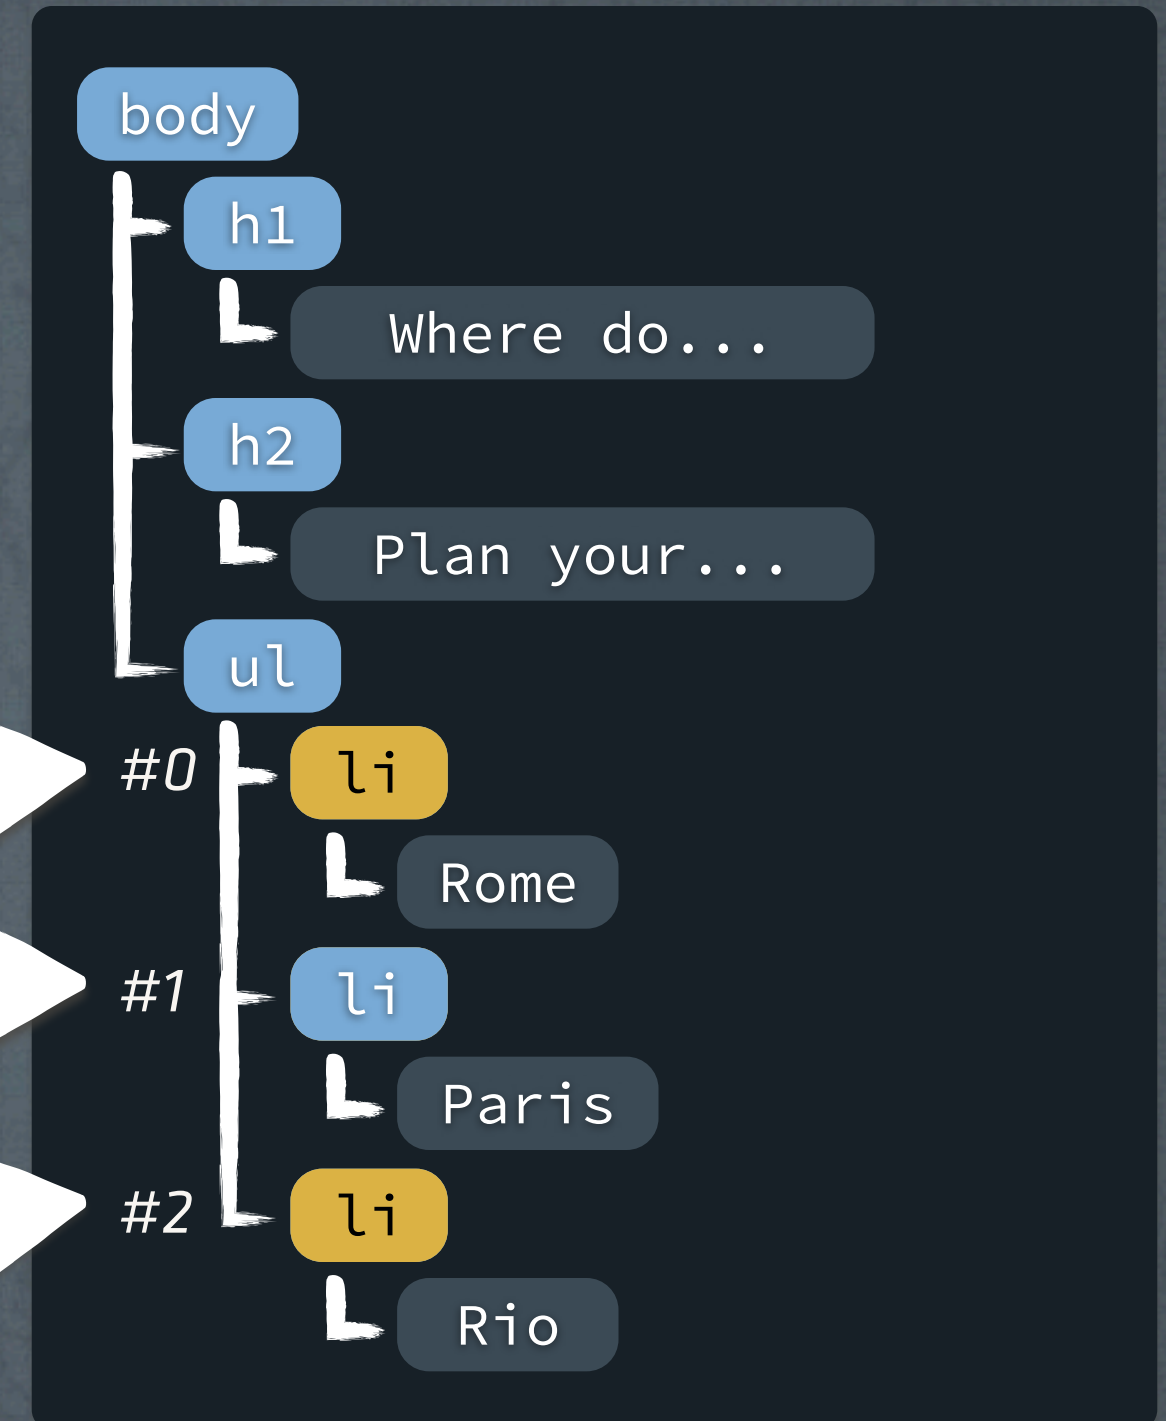 body
h1
Where do...
h2
Plan your...
ul
#0 li
Rome
#1 li
Paris
#2 li
Rio